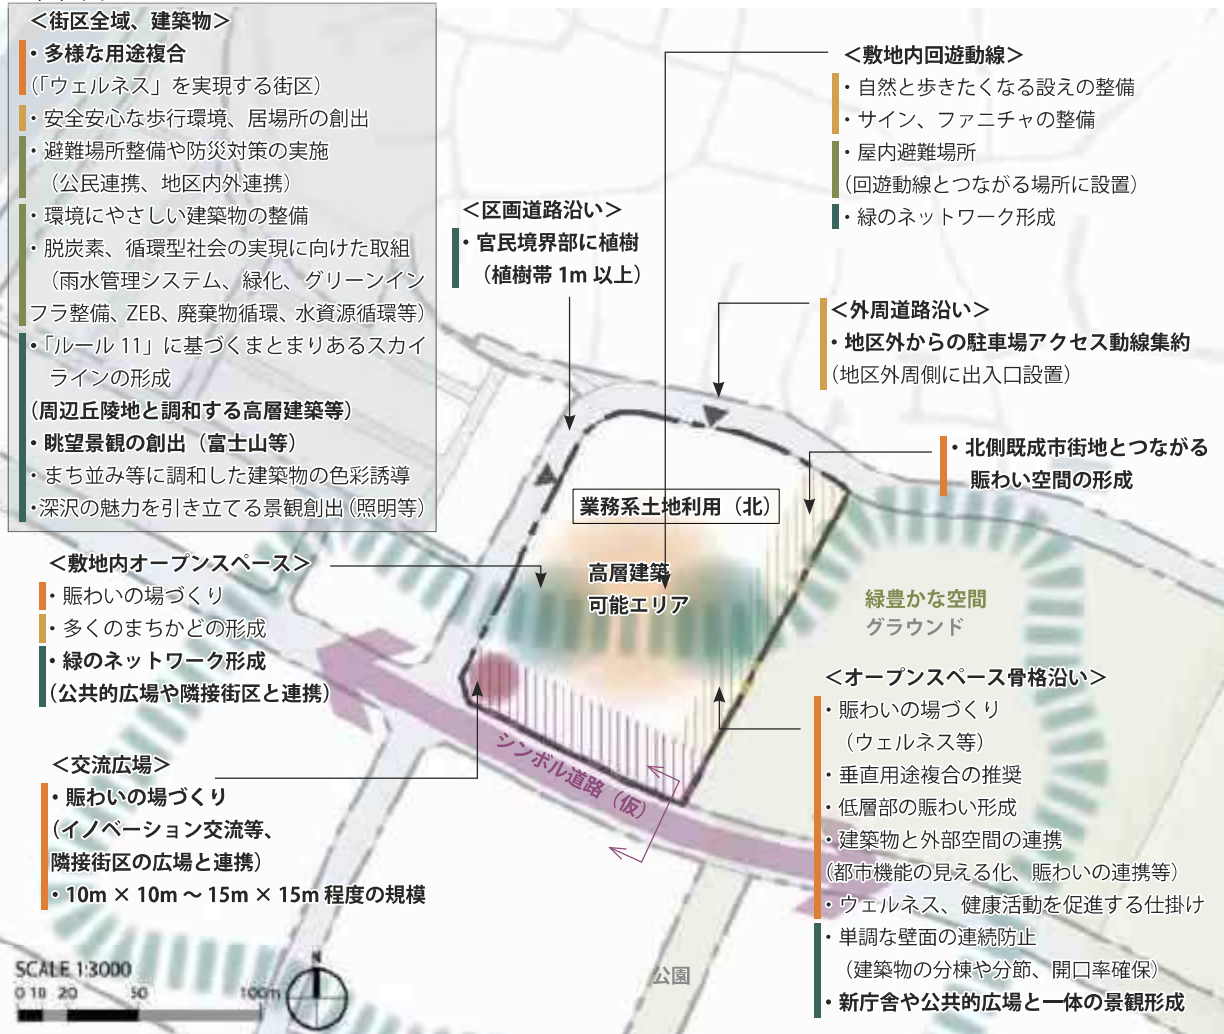 ＜街区全域、建築物＞
・多様な用途複合
（「ウェルネス」を実現する街区）
・安全安心な歩行環境、居場所の創出
・避難場所整備や防災対策の実施
（公民連携、地区内外連携）
・環境にやさしい建築物の整備
・脱炭素、循環型社会の実現に向けた取組
（雨水管理システム、緑化、グリーンイン
フラ整備、ZEB、廃棄物循環、水資源循環等）
・「ルール 11」に基づくまとまりあるスカイ
ラインの形成
（周辺丘陵地と調和する高層建築等）
・眺望景観の創出（富士山等）
・まち並み等に調和した建築物の色彩誘導
・深沢の魅力を引き立てる景観創出（照明等）
＜区画道路沿い＞
・官民境界部に植樹
（植樹帯 1m 以上）
＜敷地内回遊動線＞
・自然と歩きたくなる設えの整備
・サイン、ファニチャの整備
・屋内避難場所
（回遊動線とつながる場所に設置）
・緑のネットワーク形成
＜外周道路沿い＞
・地区外からの駐車場アクセス動線集約
（地区外周側に出入口設置）
・北側既成市街地とつながる
賑わい空間の形成
業務系土地利用（北）
高層建築
可能エリア
緑豊かな空間
グラウンド
＜敷地内オープンスペース＞
・賑わいの場づくり
・多くのまちかどの形成
・緑のネットワーク形成
（公共的広場や隣接街区と連携）
＜オープンスペース骨格沿い＞
・賑わいの場づくり
（ウェルネス等）
・垂直用途複合の推奨
・低層部の賑わい形成
・建築物と外部空間の連携
（都市機能の見える化、賑わいの連携等）
・ウェルネス、健康活動を促進する仕掛け
・単調な壁面の連続防止
（建築物の分棟や分節、開口率確保）
・新庁舎や公共的広場と一体の景観形成
シンボル道路（仮）
＜交流広場＞
・賑わいの場づくり
（イノベーション交流等、
隣接街区の広場と連携）
・10m × 10m ～ 15m × 15m 程度の規模
公園
SCALE 1:3000
0 10 20 50 100m
N